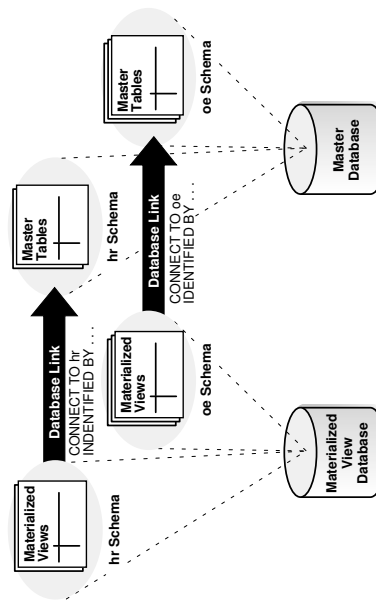 Materialized
Views
hr Schema
Database Link
CONNECT TO hr
INDENTIFIED BY . . .
Master
Tables
hr Schema
Materialized
Views
oe Schema
Database Link
CONNECT TO oe
IDENTIFIED BY . . .
Master
Tables
oe Schema
Materialized
View
Database
Master
Database